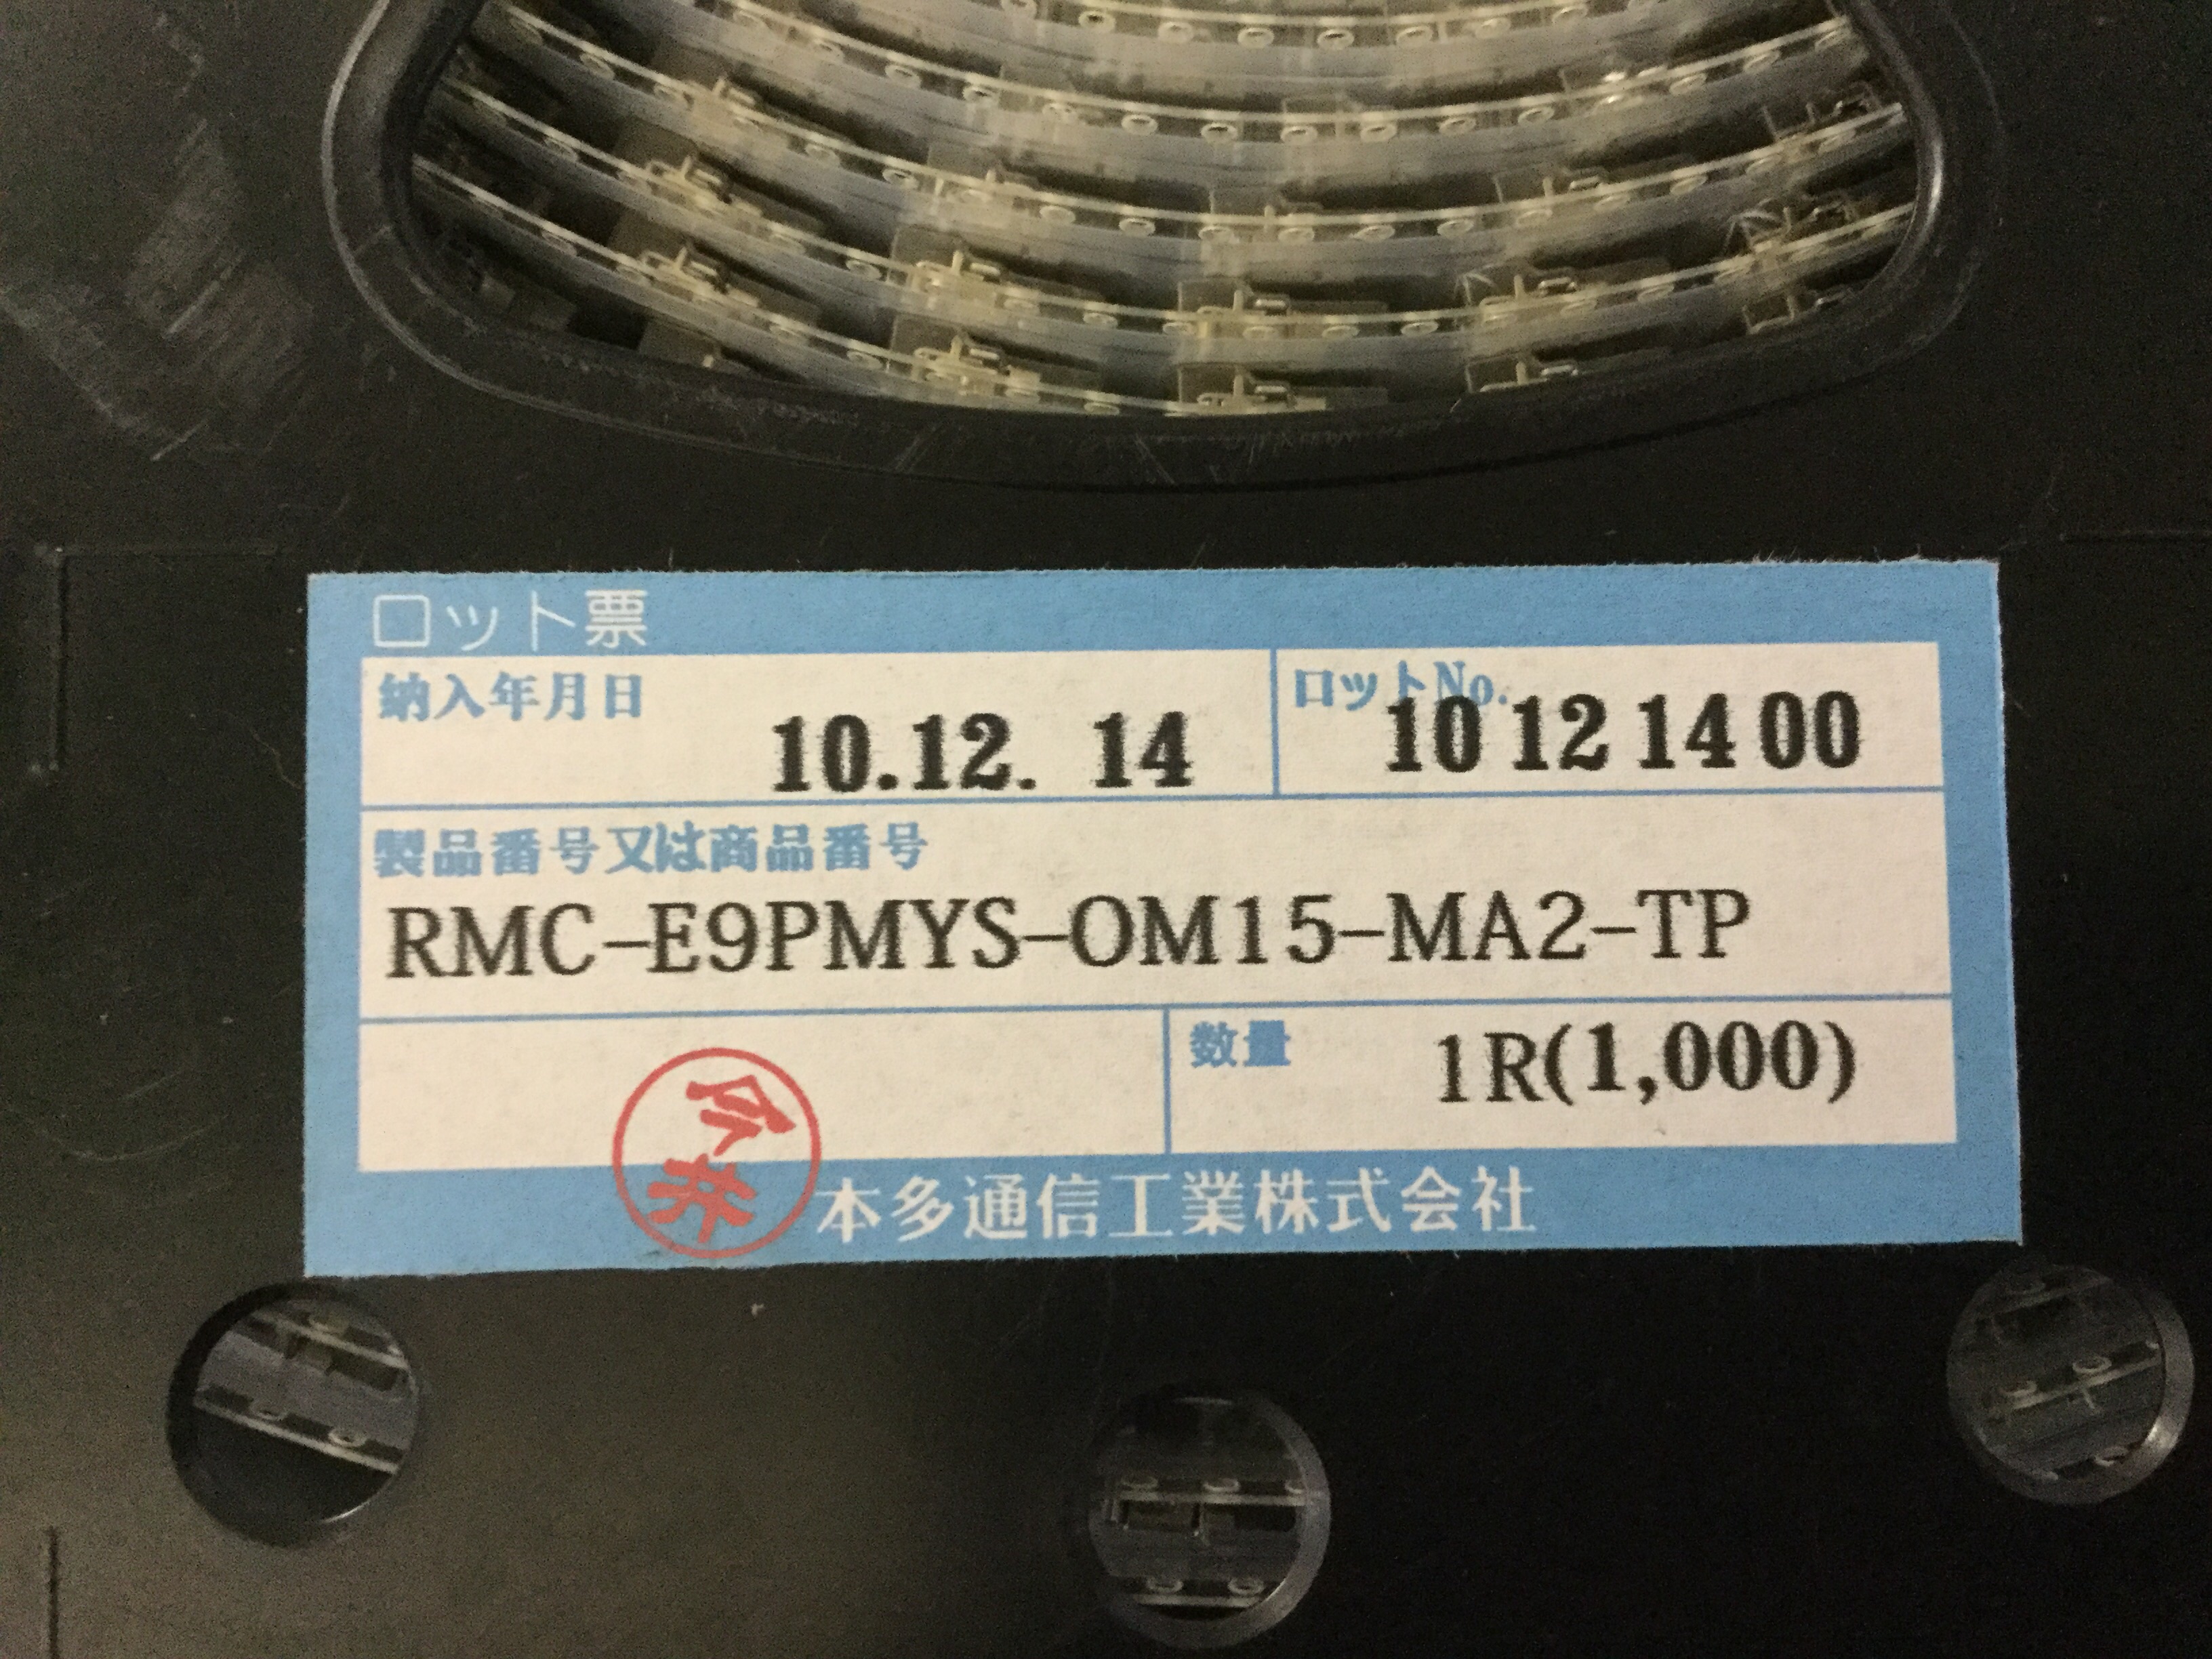 ロット票
納入年月日
10.12. 14
ロットNo.
10 12 14 00
製品番号又は商品番号
RMC-E9PMYS-OM15-MA2-TP
今井
数量
1R(1,000)
本多通信工業株式会社